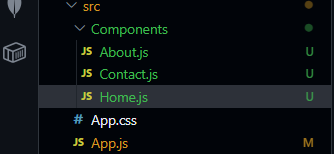 src
Components
JS About.js U
JS Contact.js U
JS Home.js U
# App.css
JS App.js M